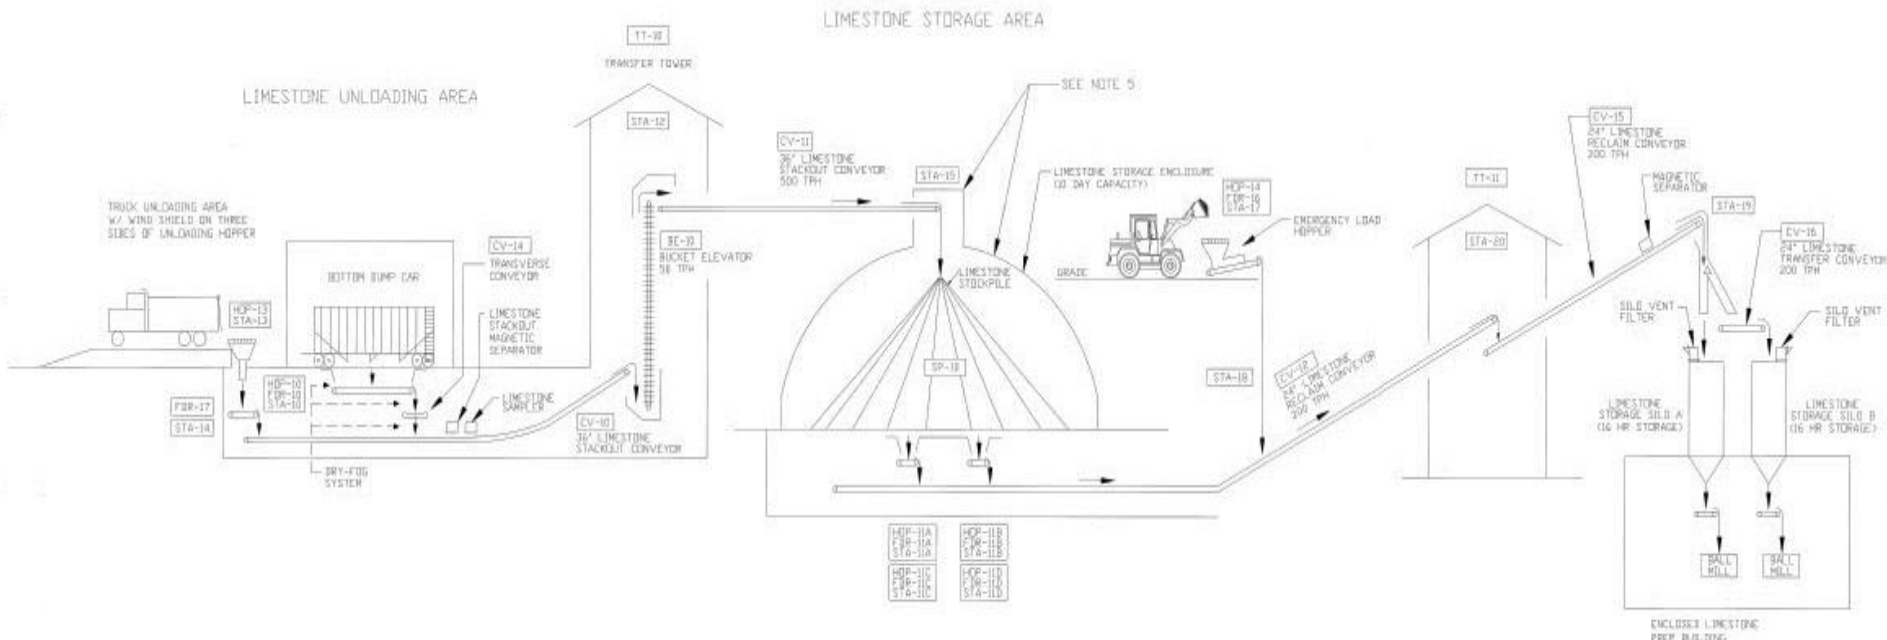 LIMESTONE STORAGE AREA
TT-10
TRANSFER TOWER
LIMESTONE UNLOADING AREA
SEE NOTE 5
STA-12
CV-11
36" LIMESTONE
STACKOUT CONVEYOR
500 TPH
STA-15
LIMESTONE STORAGE ENCLOSURE
(10 DAY CAPACITY)
HOP-14
FDR-16
STA-17
EMERGENCY LOAD
HOPPER
CV-15
24" LIMESTONE
RECLAIM CONVEYOR
200 TPH
MAGNETIC
SEPARATOR
TT-11
STA-19
STA-20
CV-16
24" LIMESTONE
TRANSFER CONVEYOR
200 TPH
TRUCK UNLOADING AREA
W/ WIND SHIELD ON THREE
SIDES OF UNLOADING HOPPER
CV-14
TRANSVERSE
CONVEYOR
BE-10
BUCKET ELEVATOR
50 TPH
BOTTOM DUMP CAR
GRADE
LIMESTONE
STOCKPILE
HOP-13
STA-13
LIMESTONE
STACKOUT
MAGNETIC
SEPARATOR
SILO VENT
FILTER
SILO VENT
FILTER
SP-10
STA-18
CV-12
24" LIMESTONE
RECLAIM CONVEYOR
200 TPH
HOP-10
FDR-10
STA-10
LIMESTONE
SAMPLER
FDR-17
STA-14
CV-10
36" LIMESTONE
STACKOUT CONVEYOR
LIMESTONE
STORAGE SILO A
(16 HR STORAGE)
LIMESTONE
STORAGE SILO B
(16 HR STORAGE)
DRY-FOG
SYSTEM
HOP-11A
FDR-11A
STA-11A
HOP-11B
FDR-11B
STA-11B
HOP-11C
FDR-11C
STA-11C
HOP-11D
FDR-11D
STA-11D
BALL
MILL
BALL
MILL
ENCLOSED LIMESTONE
PREP BUILDING